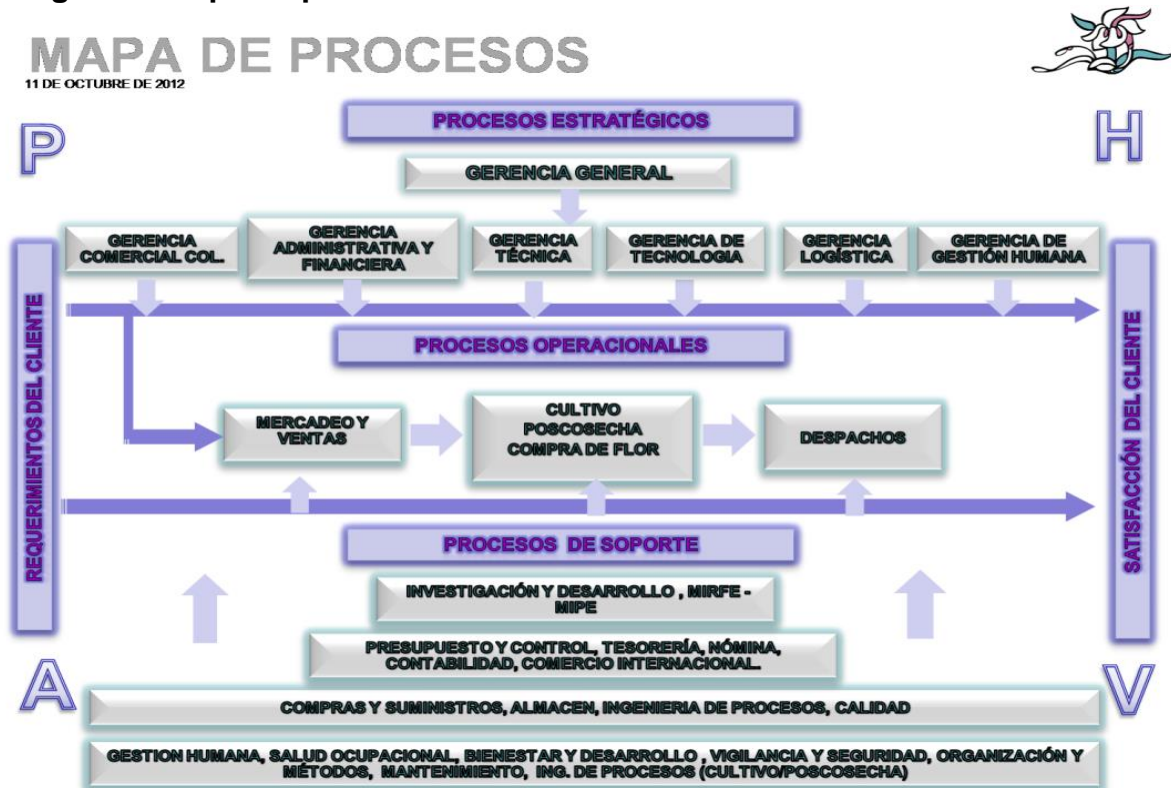 MAPA DE PROCESOS
11 DE OCTUBRE DE 2012
P
H
PROCESOS ESTRATÉGICOS
GERENCIA GENERAL
GERENCIA
COMERCIAL COL.
GERENCIA
ADMINISTRATIVA Y
FINANCIERA
GERENCIA
TÉCNICA
GERENCIA DE
TECNOLOGIA
GERENCIA
LOGÍSTICA
GERENCIA DE
GESTIÓN HUMANA
REQUERIMIENTOS DEL CLIENTE
SATISFACCIÓN DEL CLIENTE
PROCESOS OPERACIONALES
MERCADEO Y
VENTAS
CULTIVO
POSCOSECHA
COMPRA DE FLOR
DESPACHOS
PROCESOS DE SOPORTE
INVESTIGACIÓN Y DESARROLLO , MIRFE -
MIPE
PRESUPUESTO Y CONTROL, TESORERÍA, NÓMINA,
CONTABILIDAD, COMERCIO INTERNACIONAL.
A
V
COMPRAS Y SUMINISTROS, ALMACEN, INGENIERIA DE PROCESOS, CALIDAD
GESTION HUMANA, SALUD OCUPACIONAL, BIENESTAR Y DESARROLLO , VIGILANCIA Y SEGURIDAD, ORGANIZACIÓN Y
MÉTODOS, MANTENIMIENTO, ING. DE PROCESOS (CULTIVO/POSCOSECHA)